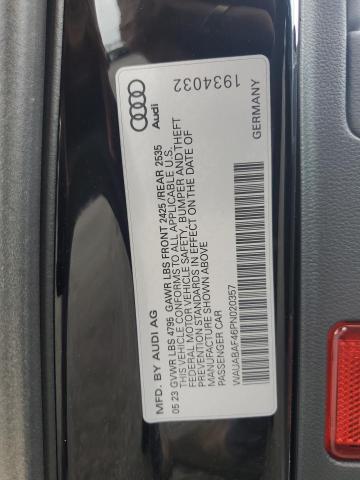 MFD. BY AUDI AG
05 23 GVWR LBS 4795 GAWR LBS FRONT 2425 /REAR 2535
THIS VEHICLE CONFORMS TO ALL APPLICABLE U.S.
FEDERAL MOTOR VEHICLE SAFETY, BUMPER AND THEFT
PREVENTION STANDARDS IN EFFECT ON THE DATE OF
MANUFACTURE SHOWN ABOVE
PASSENGER CAR
WAUABAF46PN020357
GERMANY
Audi
1934032